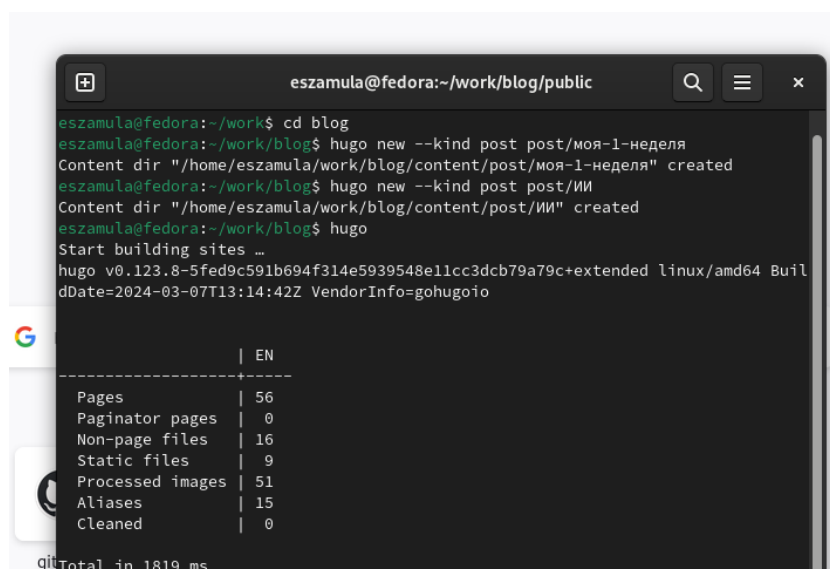 eszamula@fedora:~/work/blog/public
eszamula@fedora:~/work$ cd blog
eszamula@fedora:~/work/blog$ hugo new --kind post post/моя-1-неделя
Content dir "/home/eszamula/work/blog/content/post/моя-1-неделя" created
eszamula@fedora:~/work/blog$ hugo new --kind post post/ИИ
Content dir "/home/eszamula/work/blog/content/post/ИИ" created
eszamula@fedora:~/work/blog$ hugo
Start building sites …
hugo v0.123.8-5fed9c591b694f314e5939548e11cc3dcb79a79c+extended linux/amd64 Buil
dDate=2024-03-07T13:14:42Z VendorInfo=gohugoio
| EN
-------------------+-----
Pages | 56
Paginator pages | 0
Non-page files | 16
Static files | 9
Processed images | 51
Aliases | 15
Cleaned | 0
git
Total in 1819 ms